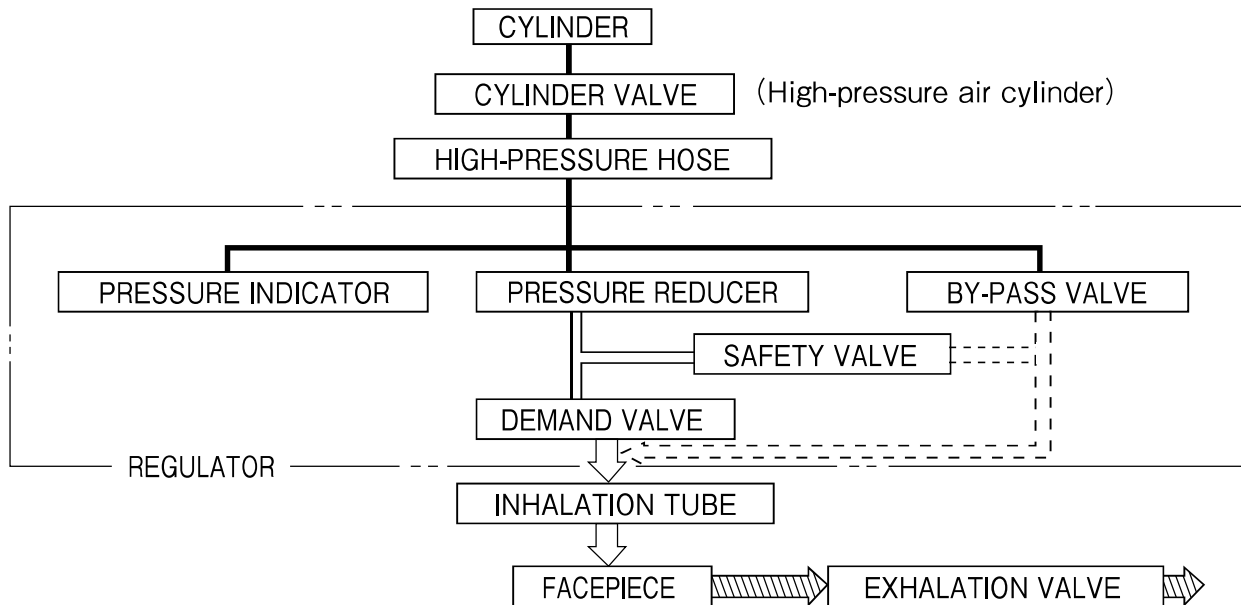 CYLINDER
CYLINDER VALVE
(High-pressure air cylinder)
HIGH-PRESSURE HOSE
PRESSURE INDICATOR
PRESSURE REDUCER
BY-PASS VALVE
SAFETY VALVE
DEMAND VALVE
REGULATOR
INHALATION TUBE
FACEPIECE
EXHALATION VALVE